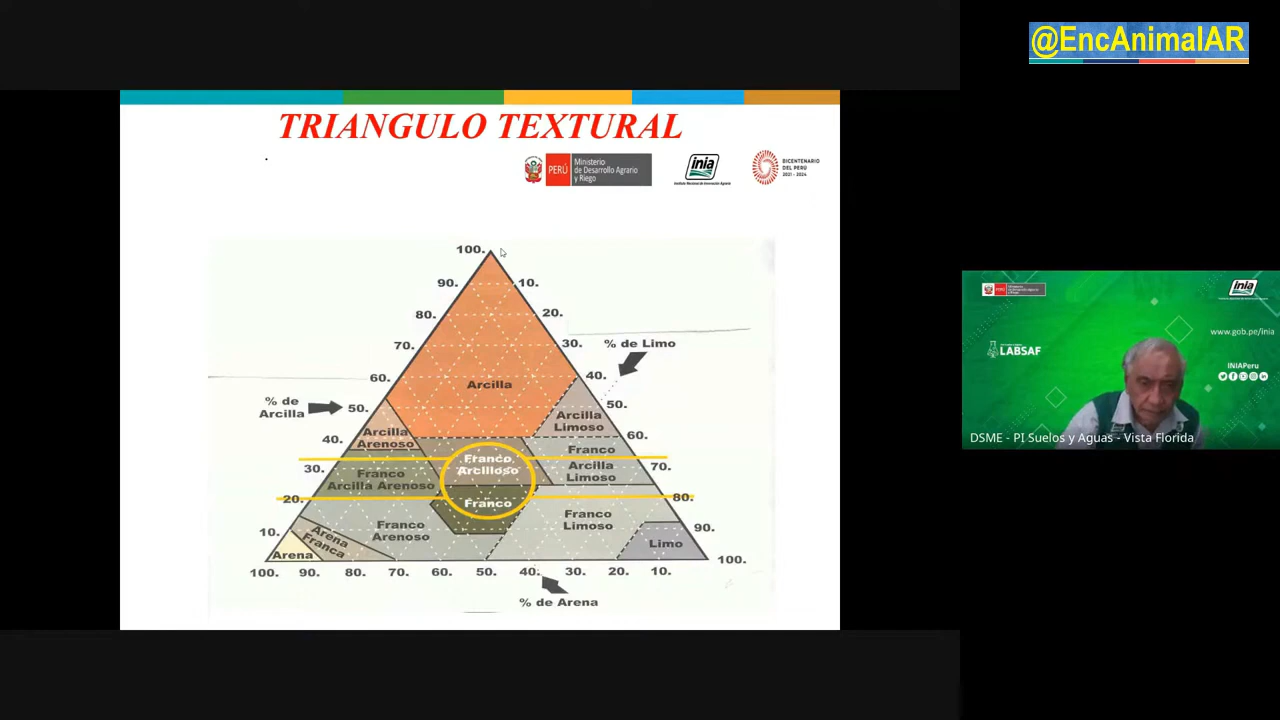 @EncAnimalAR
TRIANGULO TEXTURAL
PERÚ
Ministerio
de Desarrollo Agrario
y Riego
inia
Instituto Nacional de Innovación Agraria
BICENTENARIO
DEL PERÚ
2021 - 2024
100.
90.
10.
80.
20.
70.
30.
% de Limo
60.
40.
Arcilla
% de
Arcilla
50.
50.
Arcilla
Limoso
40.
Arcilla
Arenoso
60.
30.
Franco
Arcilloso
Franco
Arcilla
Limoso
70.
Franco
Arcilla Arenoso
20.
Franco
80.
Franco
Arenoso
Franco
Limoso
10.
Arena
Franca
90.
Limo
Arena
100.
100.
90.
80.
70.
60.
50.
40.
30.
20.
10.
% de Arena
PERÚ
inia
www.gob.pe/inia
LABSAF
INIAPeru
DSME - PI Suelos y Aguas - Vista Florida